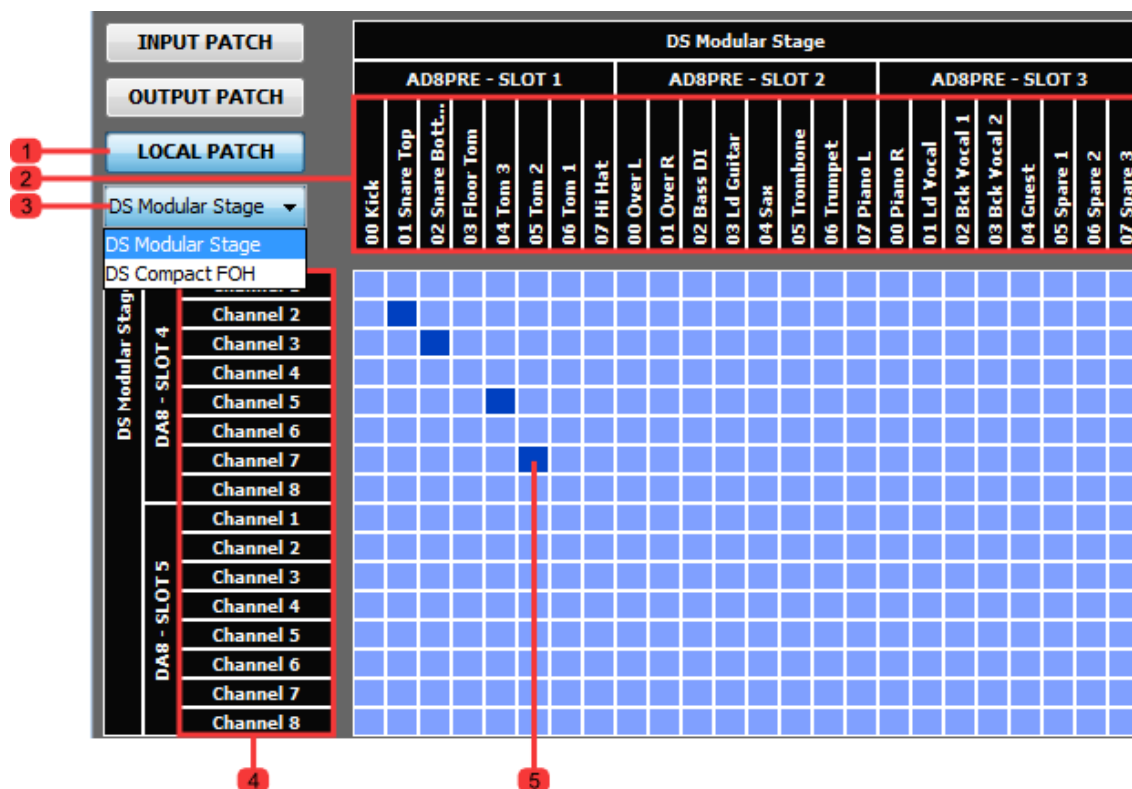 INPUT PATCH
OUTPUT PATCH
LOCAL PATCH
DS Modular Stage
DS Modular Stage
DS Compact FOH
DS Modular Stage
AD8PRE - SLOT 1
AD8PRE - SLOT 2
AD8PRE - SLOT 3
00 Kick
01 Snare Top
02 Snare Bott...
03 Floor Tom
04 Tom 3
05 Tom 2
06 Tom 1
07 Hi Hat
00 Over L
01 Over R
02 Bass DI
03 Ld Guitar
04 Sax
05 Trombone
06 Trumpet
07 Piano L
00 Piano R
01 Ld Vocal
02 Bck Vocal 1
03 Bck Vocal 2
04 Guest
05 Spare 1
06 Spare 2
07 Spare 3
DS Modular Stage
DA8 - SLOT 4
Channel 2
Channel 3
Channel 4
Channel 5
Channel 6
Channel 7
Channel 8
DA8 - SLOT 5
Channel 1
Channel 2
Channel 3
Channel 4
Channel 5
Channel 6
Channel 7
Channel 8
1
2
3
4
5